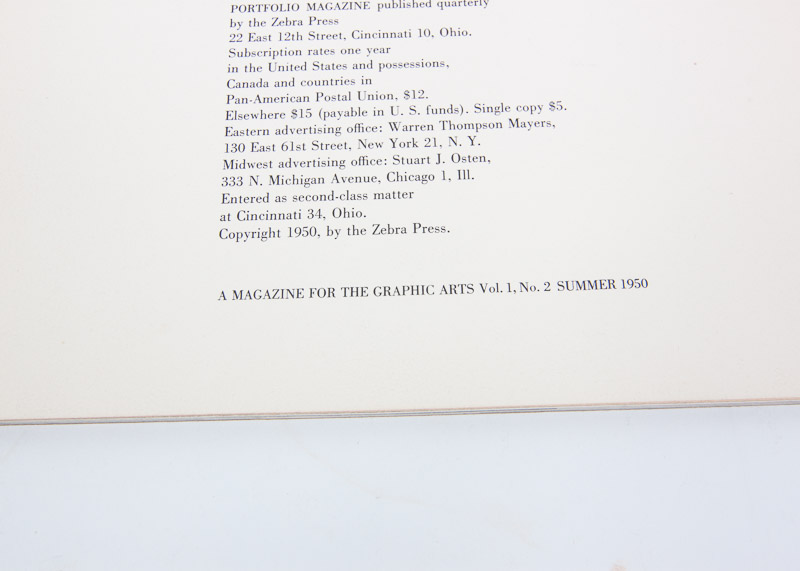 PORTFOLIO MAGAZINE published quarterly
by the Zebra Press
22 East 12th Street, Cincinnati 10, Ohio.
Subscription rates one year
in the United States and possessions,
Canada and countries in
Pan-American Postal Union, $12.
Elsewhere $15 (payable in U. S. funds). Single copy $5.
Eastern advertising office: Warren Thompson Mayers,
130 East 61st Street, New York 21, N. Y.
Midwest advertising office: Stuart J. Osten,
333 N. Michigan Avenue, Chicago 1, Ill.
Entered as second-class matter
at Cincinnati 34, Ohio.
Copyright 1950, by the Zebra Press.
A MAGAZINE FOR THE GRAPHIC ARTS Vol. 1, No. 2 SUMMER 1950